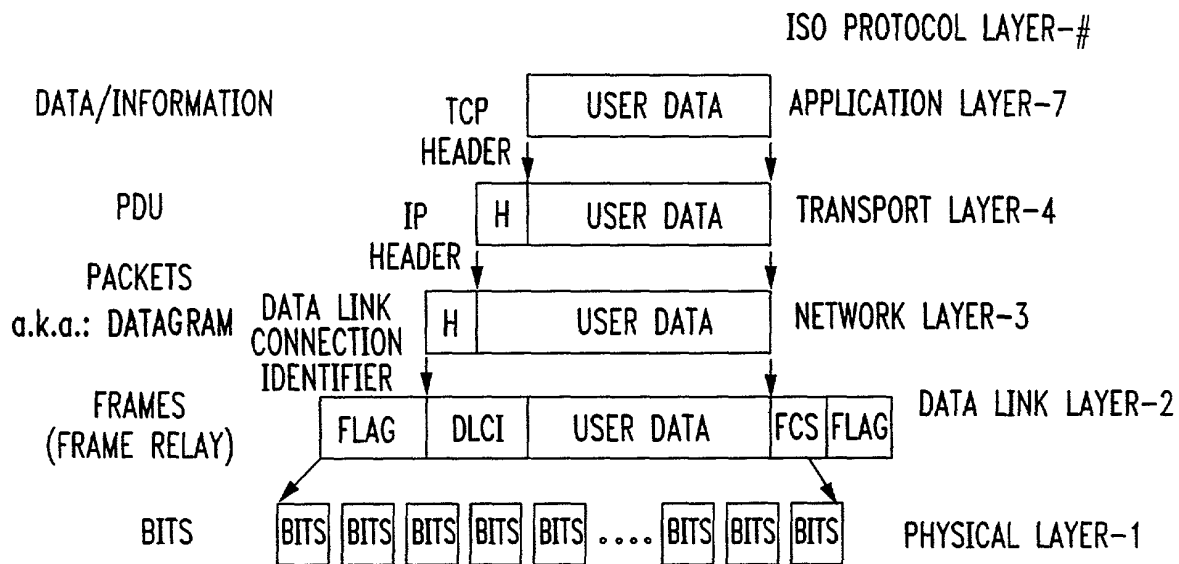 ISO PROTOCOL LAYER-#
DATA/INFORMATION
TCP
HEADER
USER DATA
APPLICATION LAYER-7
PDU
IP
HEADER
H
USER DATA
TRANSPORT LAYER-4
PACKETS
a.k.a.: DATAGRAM
DATA LINK
CONNECTION
IDENTIFIER
H
USER DATA
NETWORK LAYER-3
FRAMES
(FRAME RELAY)
FLAG
DLCI
USER DATA
FCS
FLAG
DATA LINK LAYER-2
BITS
BITS BITS BITS BITS BITS .... BITS BITS BITS
PHYSICAL LAYER-1